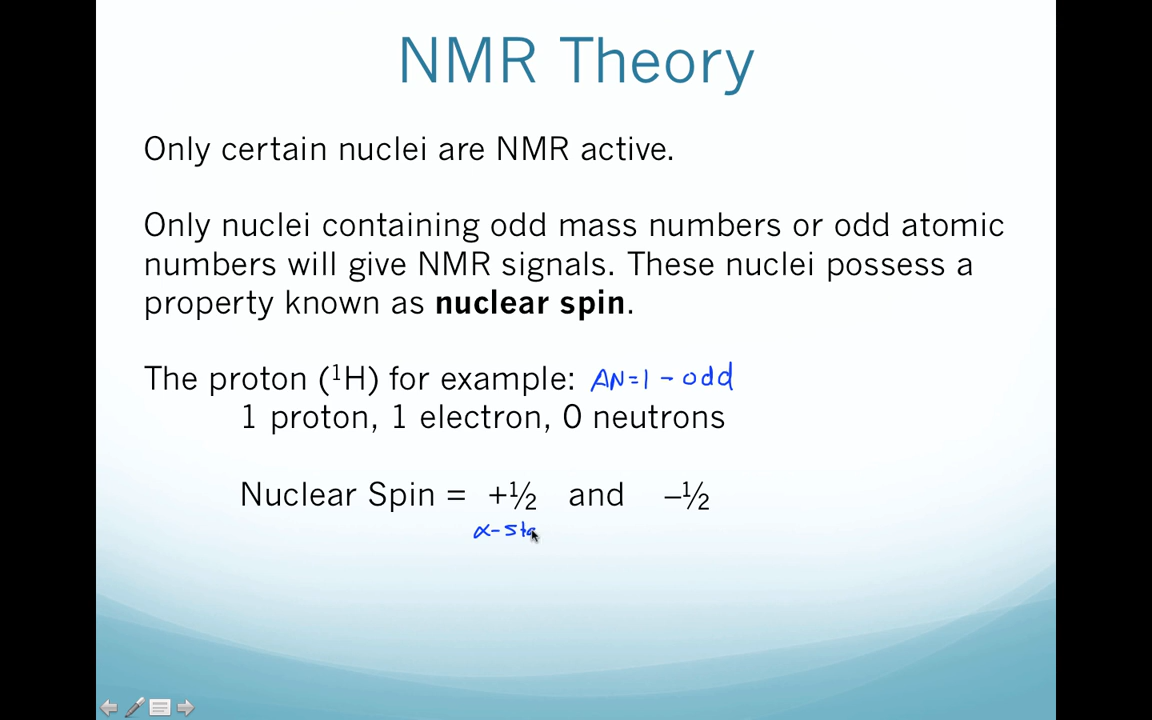 NMR Theory
Only certain nuclei are NMR active.
Only nuclei containing odd mass numbers or odd atomic
numbers will give NMR signals. These nuclei possess a
property known as nuclear spin.
The proton (¹H) for example: AN=1 - odd
1 proton, 1 electron, 0 neutrons
Nuclear Spin = +½ and –½
α-sta